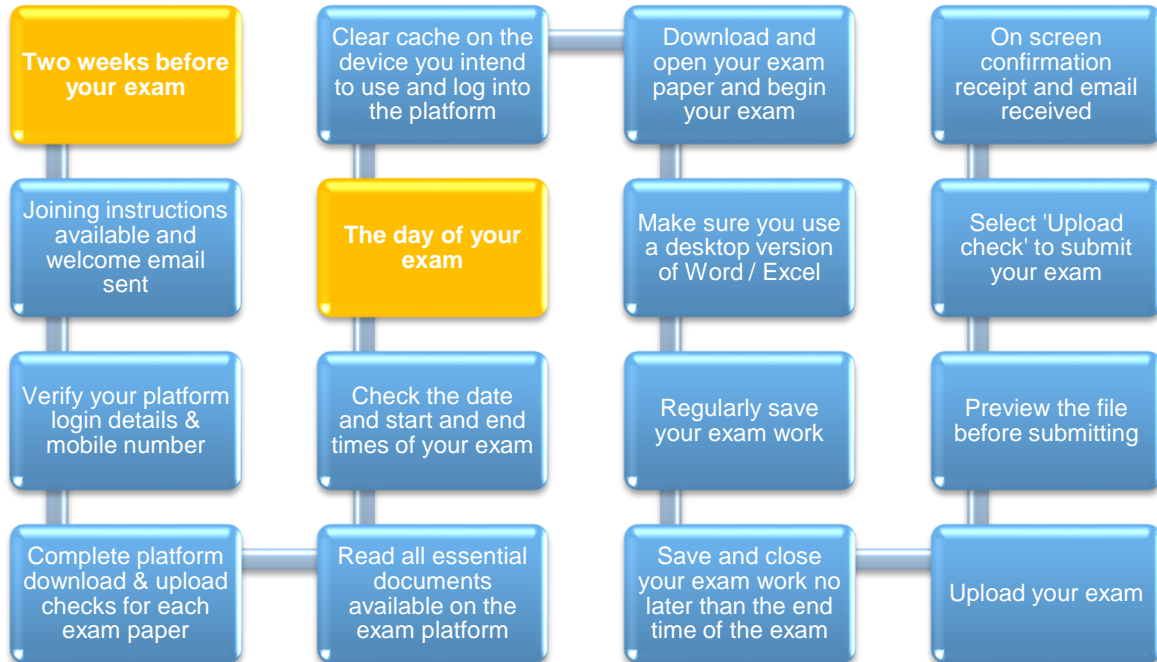 Two weeks before
your exam
Joining instructions
available and
welcome email
sent
Verify your platform
login details &
mobile number
Complete platform
download & upload
checks for each
exam paper
Read all essential
documents
available on the
exam platform
Check the date
and start and end
times of your exam
The day of your
exam
Clear cache on the
device you intend
to use and log into
the platform
Download and
open your exam
paper and begin
your exam
Make sure you use
a desktop version
of Word / Excel
Regularly save
your exam work
Save and close
your exam work no
later than the end
time of the exam
Upload your exam
Preview the file
before submitting
Select 'Upload
check' to submit
your exam
On screen
confirmation
receipt and email
received